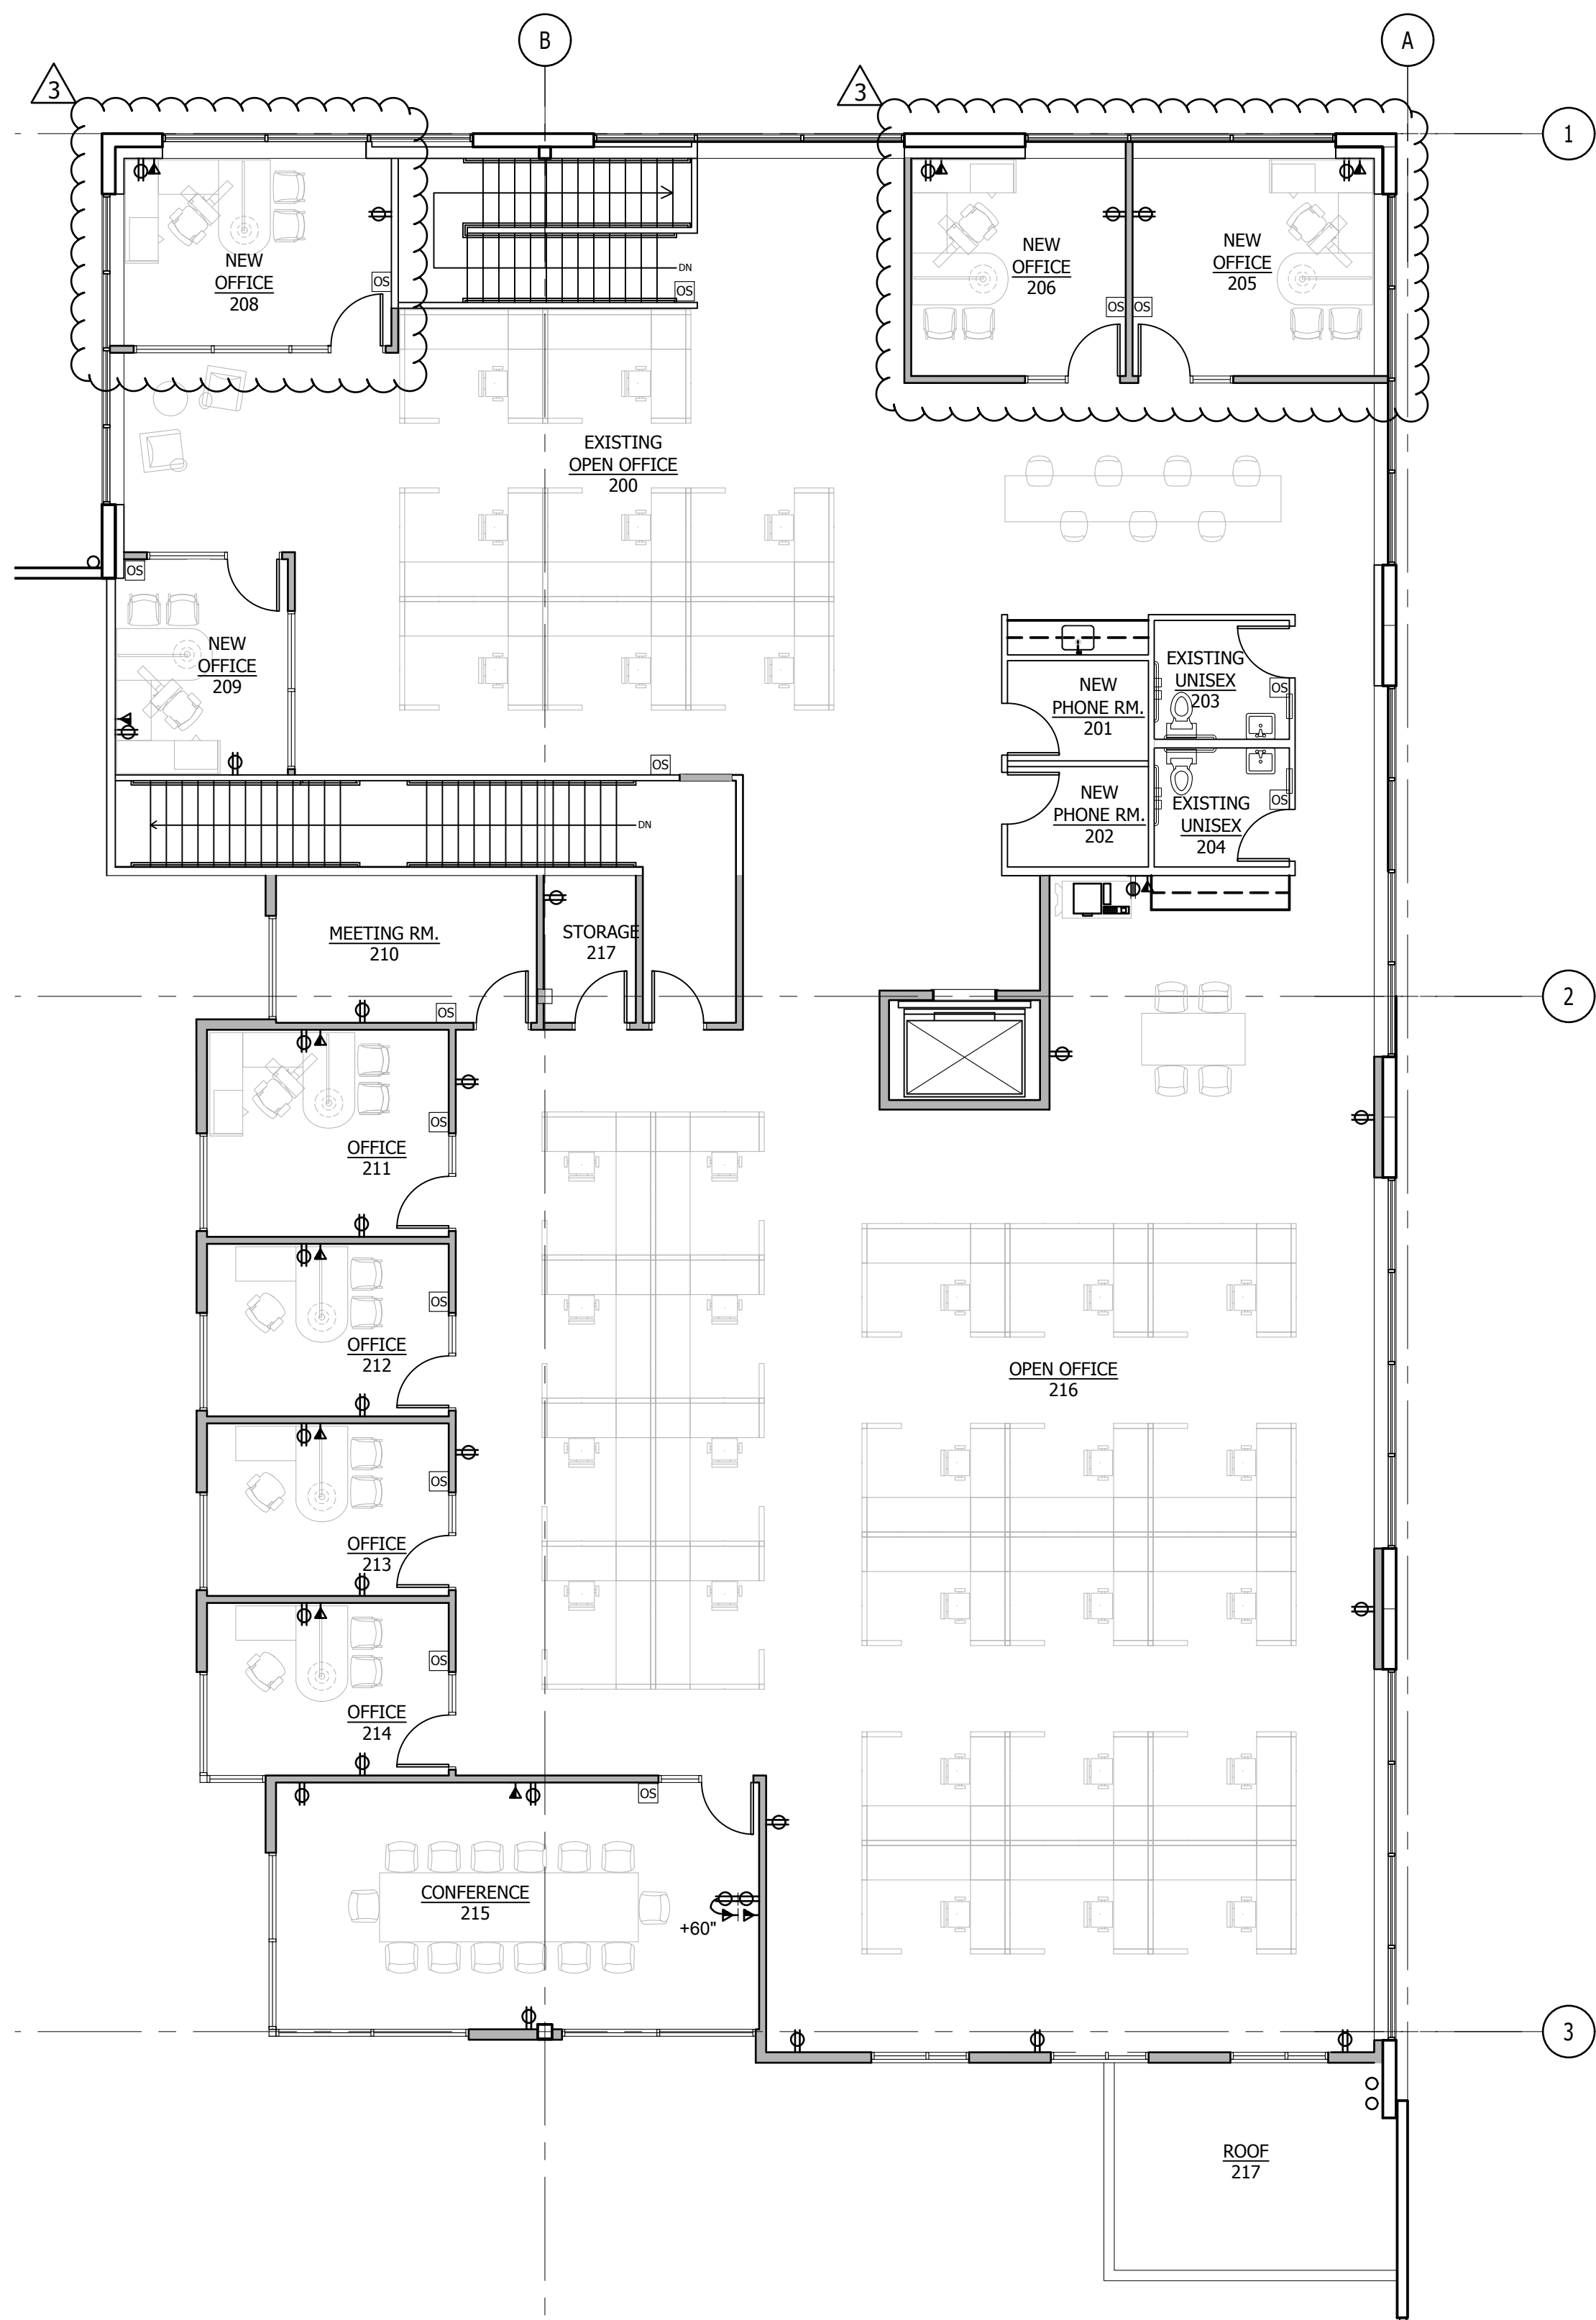 B
A
3
3
1
NEW
OFFICE
208
OS
DN
OS
NEW
OFFICE
206
OS
NEW
OFFICE
205
OS
EXISTING
OPEN OFFICE
200
OS
NEW
OFFICE
209
NEW
PHONE RM.
201
EXISTING
UNISEX
203
OS
OS
DN
NEW
PHONE RM.
202
EXISTING
UNISEX
204
OS
MEETING RM.
210
STORAGE
217
OS
2
OS
OFFICE
211
OS
OFFICE
212
OPEN OFFICE
216
OS
OFFICE
213
OS
OFFICE
214
OS
CONFERENCE
215
+60"
3
ROOF
217